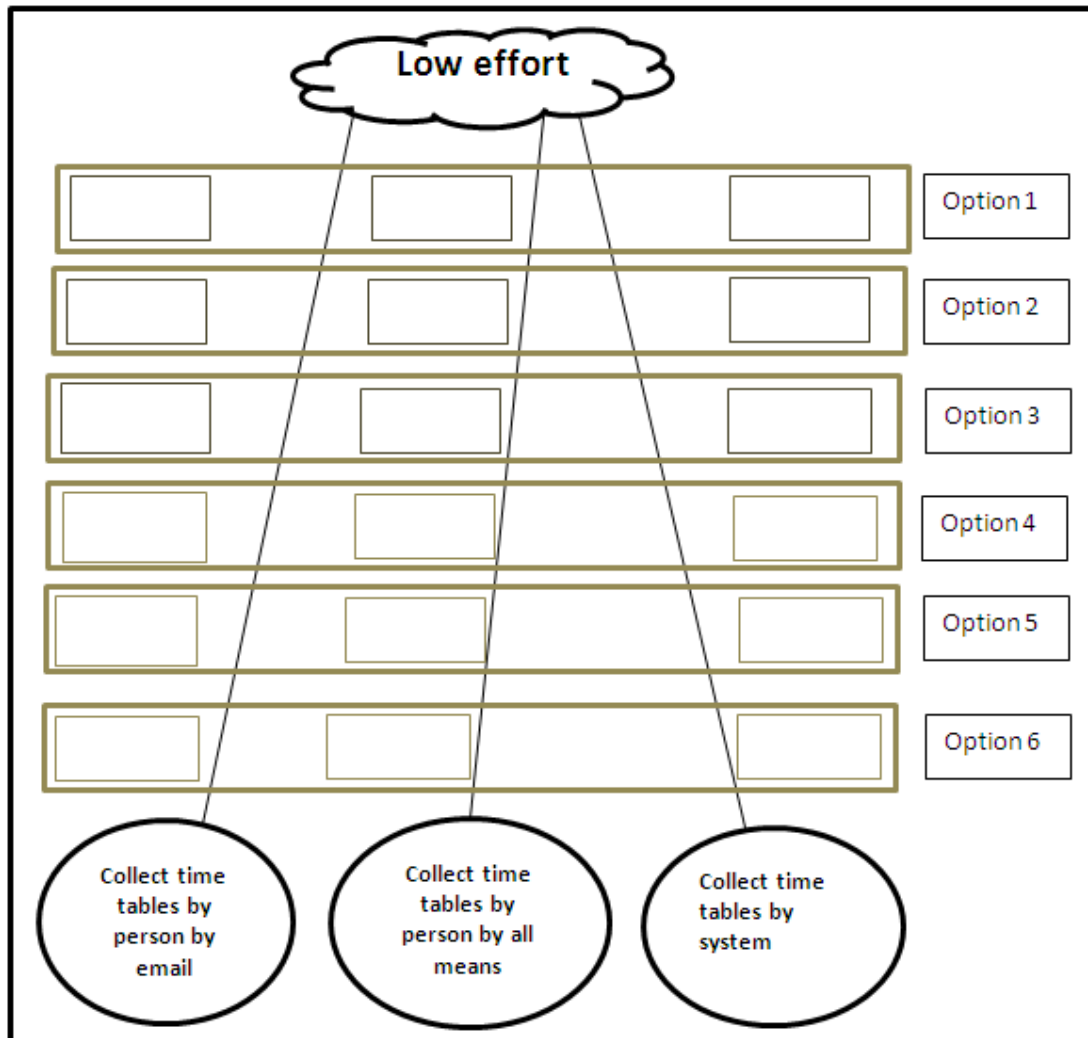 Low effort
Option 1
Option 2
Option 3
Option 4
Option 5
Option 6
Collect time
tables by
person by
email
Collect time
tables by
person by all
means
Collect time
tables by
system